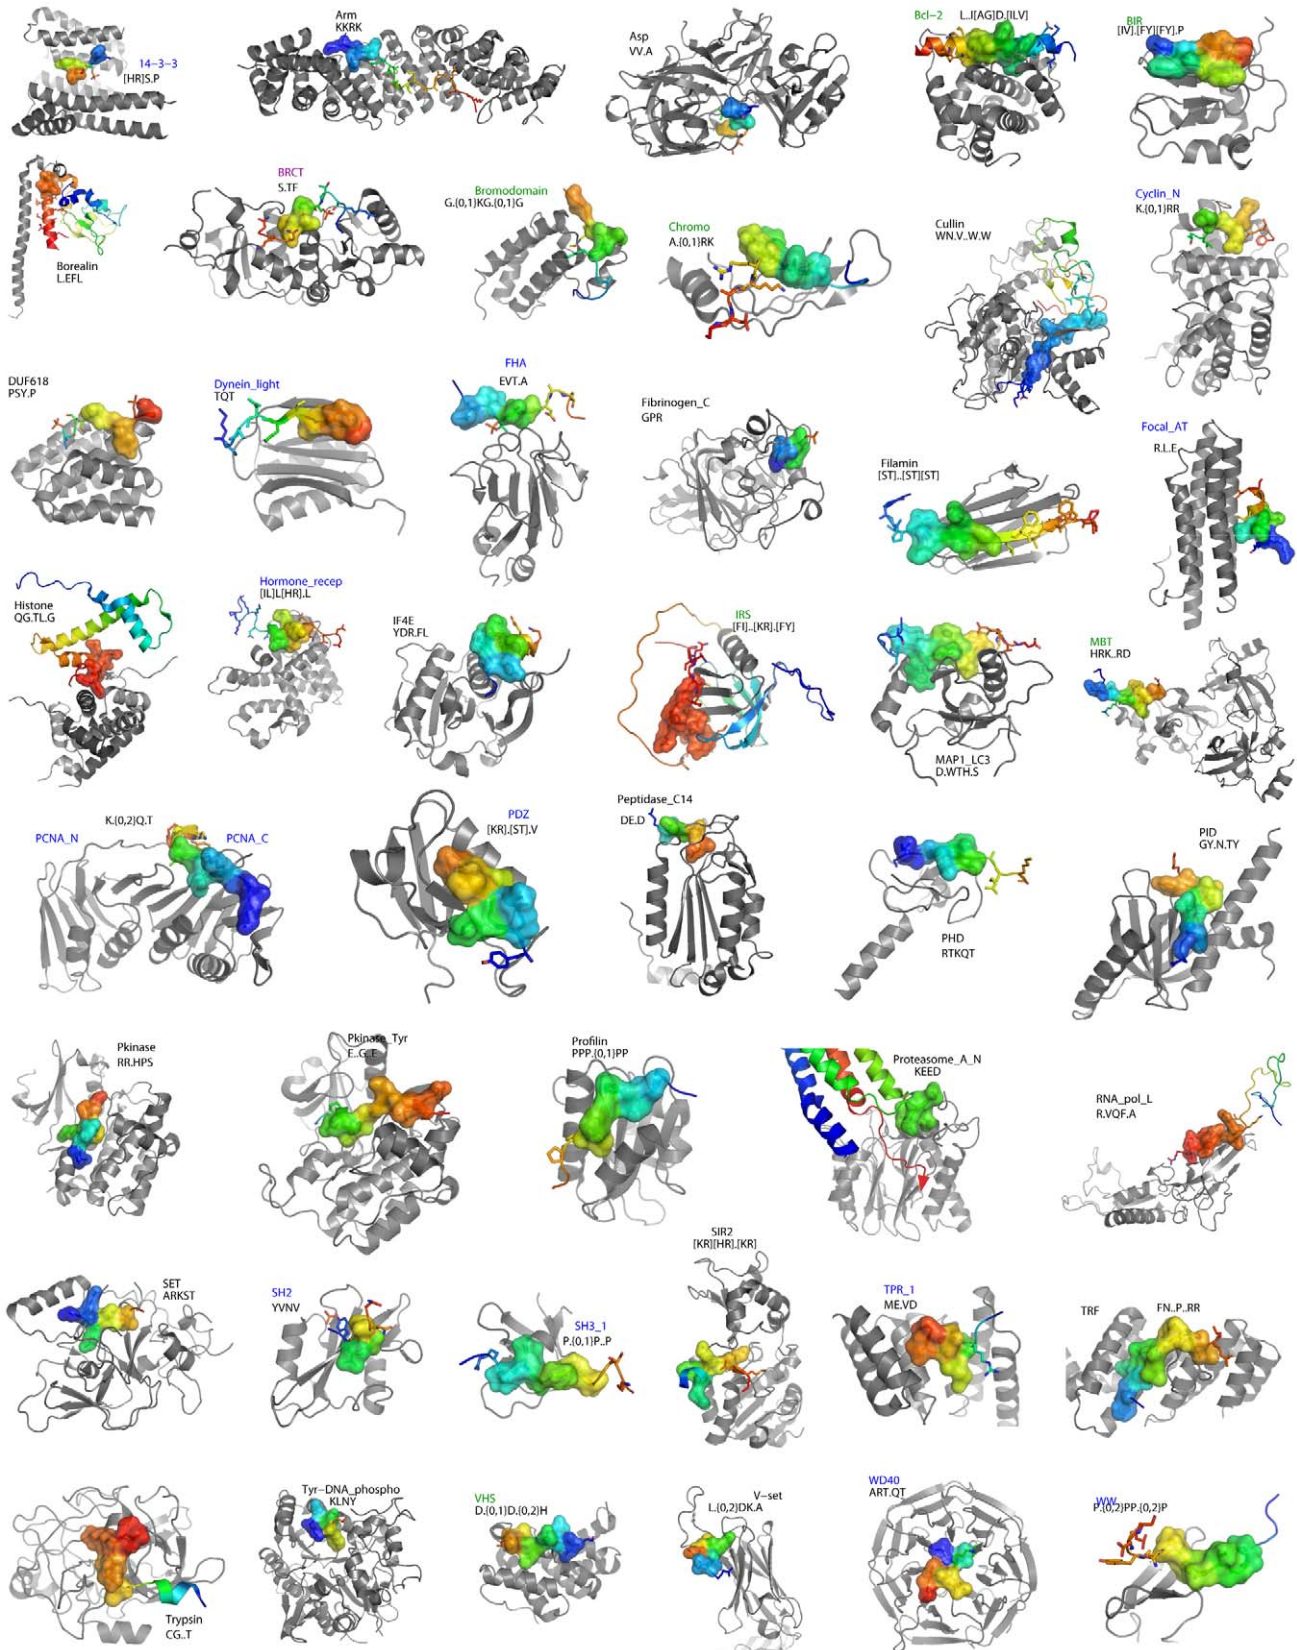 14−3−3
[HR]S.P
Arm
KKRK
Asp
VV.A
Bcl−2
L..I[AG]D.[ILV]
BIR
[IV].[FY][FY].P
Borealin
L.EFL
BRCT
S.TF
Bromodomain
G.{0,1}KG.{0,1}G
Chromo
A.{0,1}RK
Cullin
WN.V..W.W
Cyclin_N
K.{0,1}RR
DUF618
PSY.P
Dynein_light
TQT
FHA
EVT.A
Fibrinogen_C
GPR
Filamin
[ST]..[ST][ST]
Focal_AT
R.L.E
Histone
QG.TL.G
Hormone_recep
[IL]L[HR].L
IF4E
YDR.FL
IRS
[FI]..[KR].[FY]
MAP1_LC3
D.WTH.S
MBT
HRK..RD
PCNA_N
K.{0,2}Q.T
PCNA_C
PDZ
[KR].[ST].V
Peptidase_C14
DE.D
PHD
RTKQT
PID
GY.N.TY
Pkinase
RR.HPS
Pkinase_Tyr
E..G..E
Profilin
PPP.{0,1}PP
Proteasome_A_N
KEED
RNA_pol_L
R.VQF.A
SET
ARKST
SH2
YVNV
SH3_1
P.{0,1}P..P
SIR2
[KR][HR].[KR]
TPR_1
ME.VD
TRF
FN..P..RR
Trypsin
CG..T
Tyr−DNA_phospho
KLNY
VHS
D.{0,1}D.{0,2}H
V−set
L.{0,2}DK.A
WD40
ART.QT
WW
P.{0,2}PP.{0,2}P